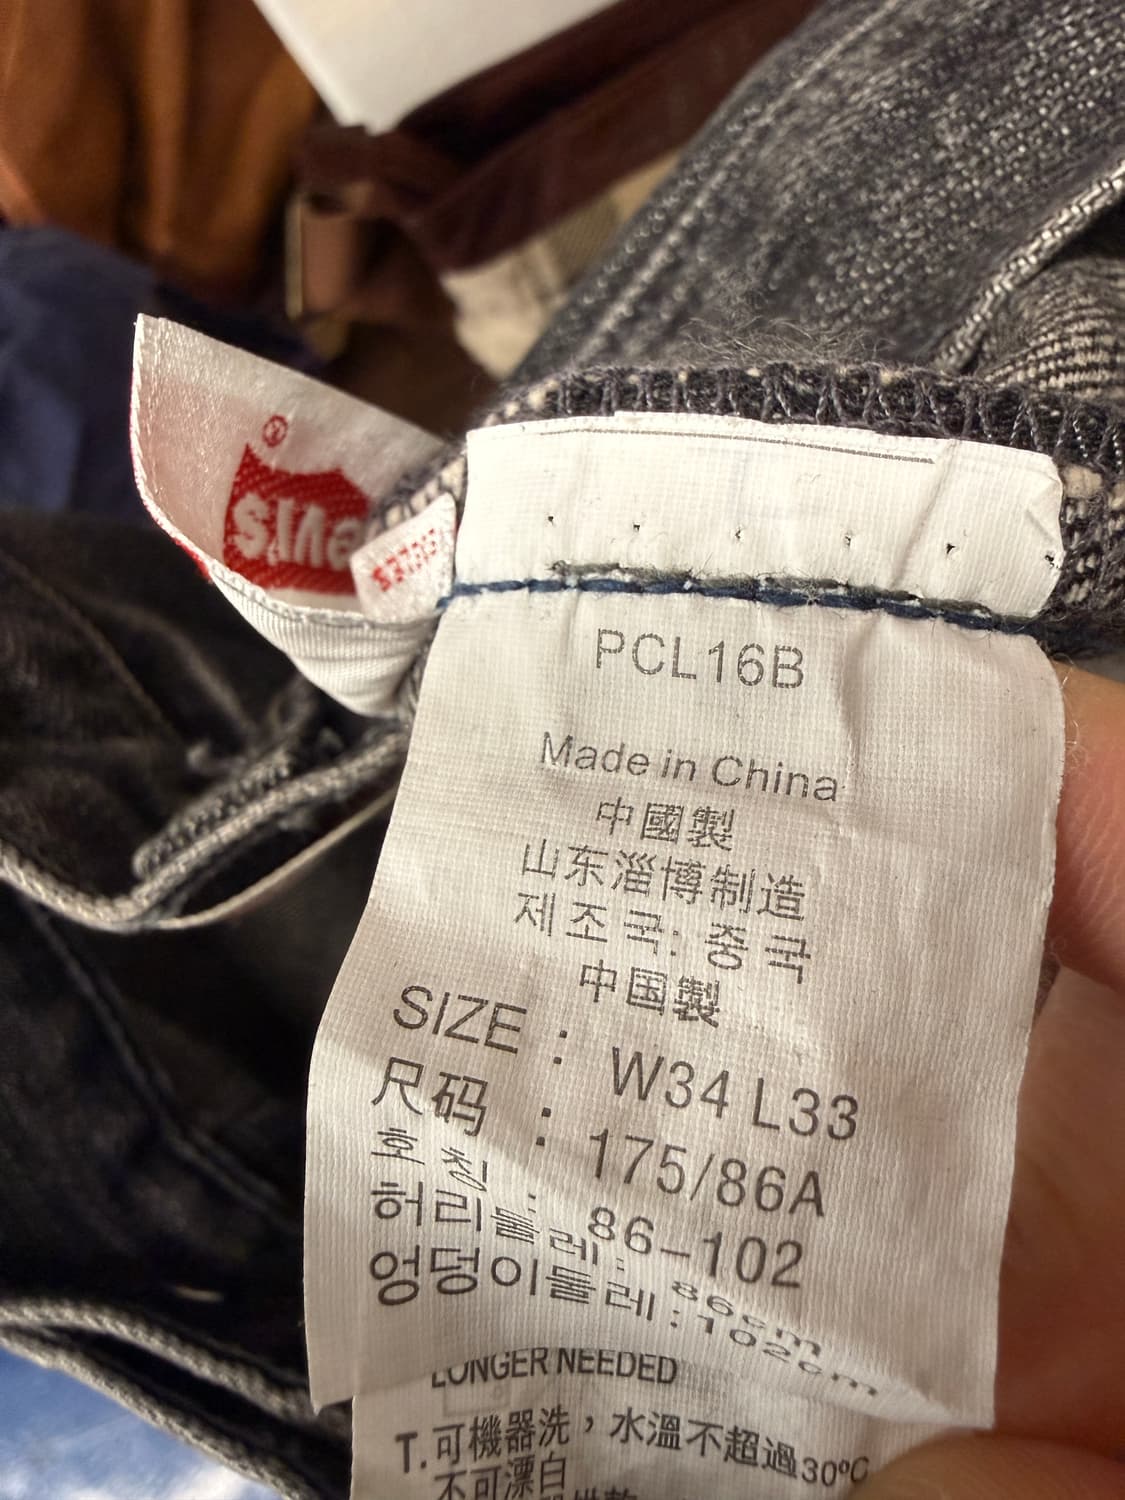 ®
PCL16B
Made in China
中國製
山东淄博制造
제조국: 중국
中国製
SIZE : W34 L33
尺码 : 175/86A
호칭 : 86-102
허리둘레: 86cm
엉덩이둘레: 102cm
LONGER NEEDED
T. 可機器洗，水溫不超過30ºC
不可漂白